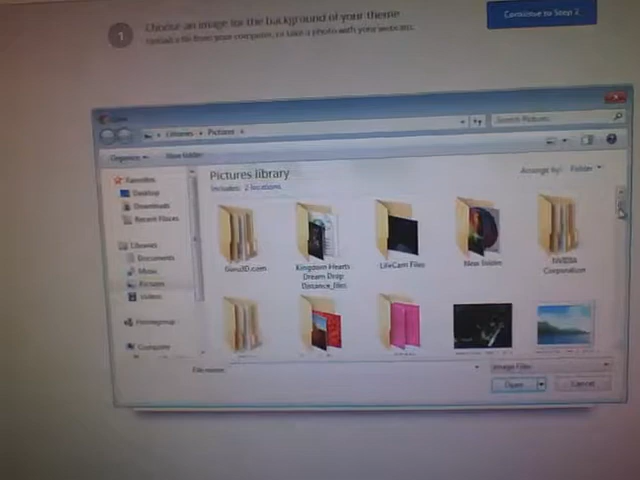 1 Choose an image for the background of your theme
Upload a file from your computer, or take a photo with your webcam.
Continue to Step 2
Open
Libraries Pictures
Search Pictures
Organize New folder
Pictures library
Includes: 2 locations
Arrange by: Folder
Favorites
Desktop
Downloads
Recent Places
Libraries
Documents
Music
Pictures
Videos
Homegroup
Computer
Kingdom Hearts
Dream Drop
Distance_files
LifeCam Files
New folder
NVIDIA
Corporation
File name:
Image Files
Open
Cancel